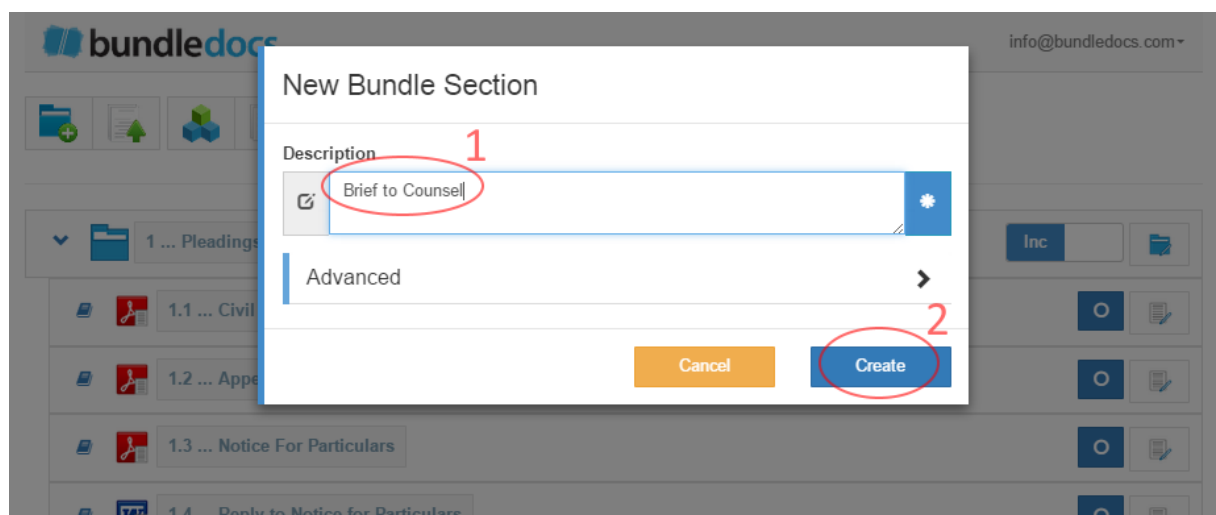 bundledocs
info@bundledocs.com
New Bundle Section
1
Description
Brief to Counsel
1 ... Pleadings
Inc
Advanced
1.1 ... Civil
2
Cancel
Create
1.2 ... Appe
1.3 ... Notice For Particulars
1.4 ... Reply to Notice for Particulars